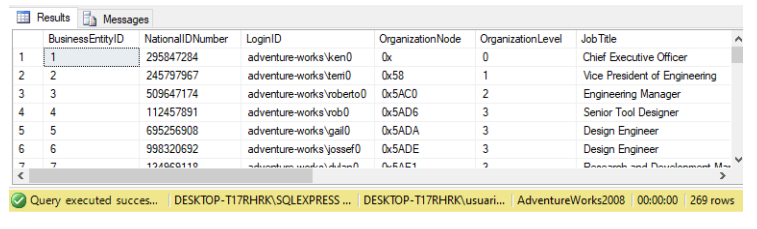 Results Messages
BusinessEntityID NationalIDNumber LoginID OrganizationNode OrganizationLevel JobTitle
1 1 295847284 adventure-works\ken0 0x 0 Chief Executive Officer
2 2 245797967 adventure-works\terri0 0x58 1 Vice President of Engineering
3 3 509647174 adventure-works\roberto0 0x5AC0 2 Engineering Manager
4 4 112457891 adventure-works\rob0 0x5AD6 3 Senior Tool Designer
5 5 695256908 adventure-works\gail0 0x5ADA 3 Design Engineer
6 6 998320692 adventure-works\jossef0 0x5ADE 3 Design Engineer
7 7 134969118 adventure-works\dylan0 0x5AE1 3 Research and Development
Query executed succes... DESKTOP-T17RHRK\SQLEXPRESS ... DESKTOP-T17RHRK\usuari... AdventureWorks2008 00:00:00 269 rows